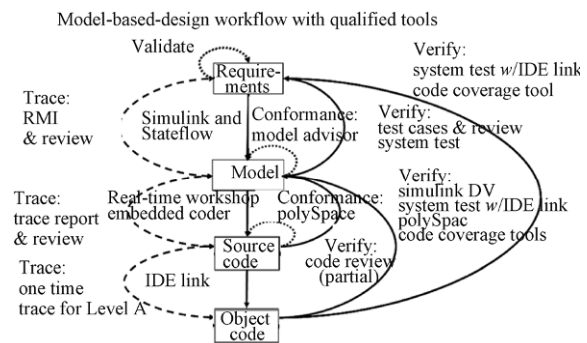 Model-based-design workflow with qualified tools
Validate
Require-
ments
Verify:
system test w/IDE link
code coverage tool
Trace:
RMI
& review
Simulink and
Stateflow
Conformance:
model advisor
Verify:
test cases & review
system test
Model
Trace:
trace report
& review
Real-time workshop
embedded coder
Conformance:
polySpace
Verify:
simulink DV
system test w/IDE link
polySpac
code coverage tools
Source
code
Verify:
code review
(partial)
Trace:
one time
trace for Level A
IDE link
Object
code